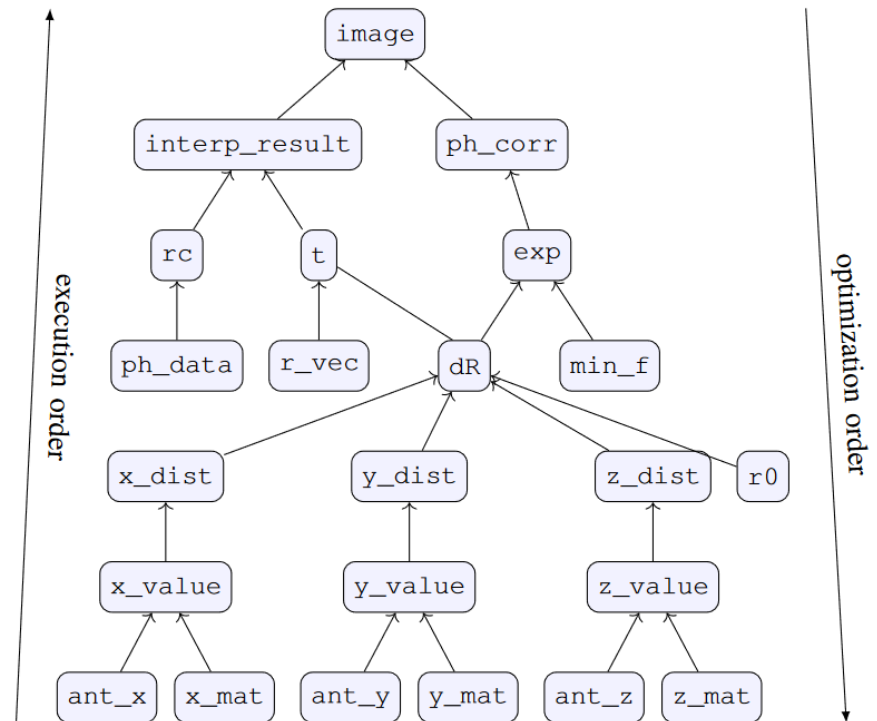 image
interp_result ph_corr
rc t exp
ph_data r_vec dR min_f
x_dist y_dist z_dist r0
x_value y_value z_value
ant_x x_mat ant_y y_mat ant_z z_mat
execution order
optimization order